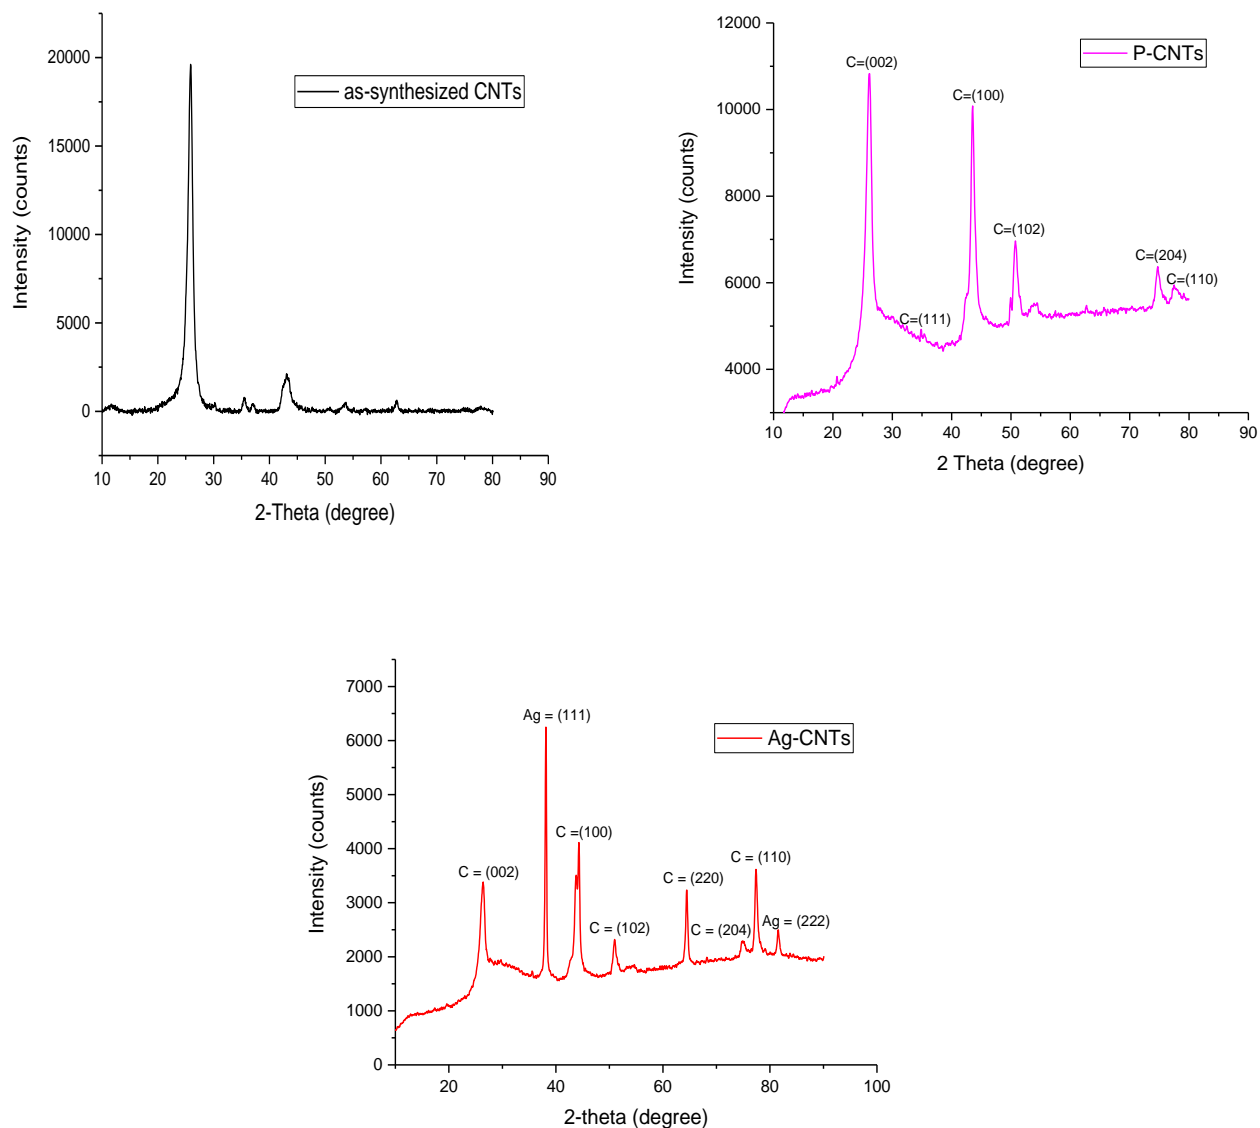 as-synthesized CNTs
Intensity (counts)
20000
15000
10000
5000
0
10 20 30 40 50 60 70 80 90
2-Theta (degree)
P-CNTs
Intensity (counts)
12000
10000
8000
6000
4000
C=(002)
C=(100)
C=(102)
C=(111)
C=(204)
C=(110)
10 20 30 40 50 60 70 80 90
2 Theta (degree)
Ag-CNTs
Intensity (counts)
7000
6000
5000
4000
3000
2000
1000
0
Ag = (111)
C =(100)
C = (002)
C = (102)
C = (220)
C = (204)
C = (110)
Ag = (222)
20 40 60 80 100
2-theta (degree)